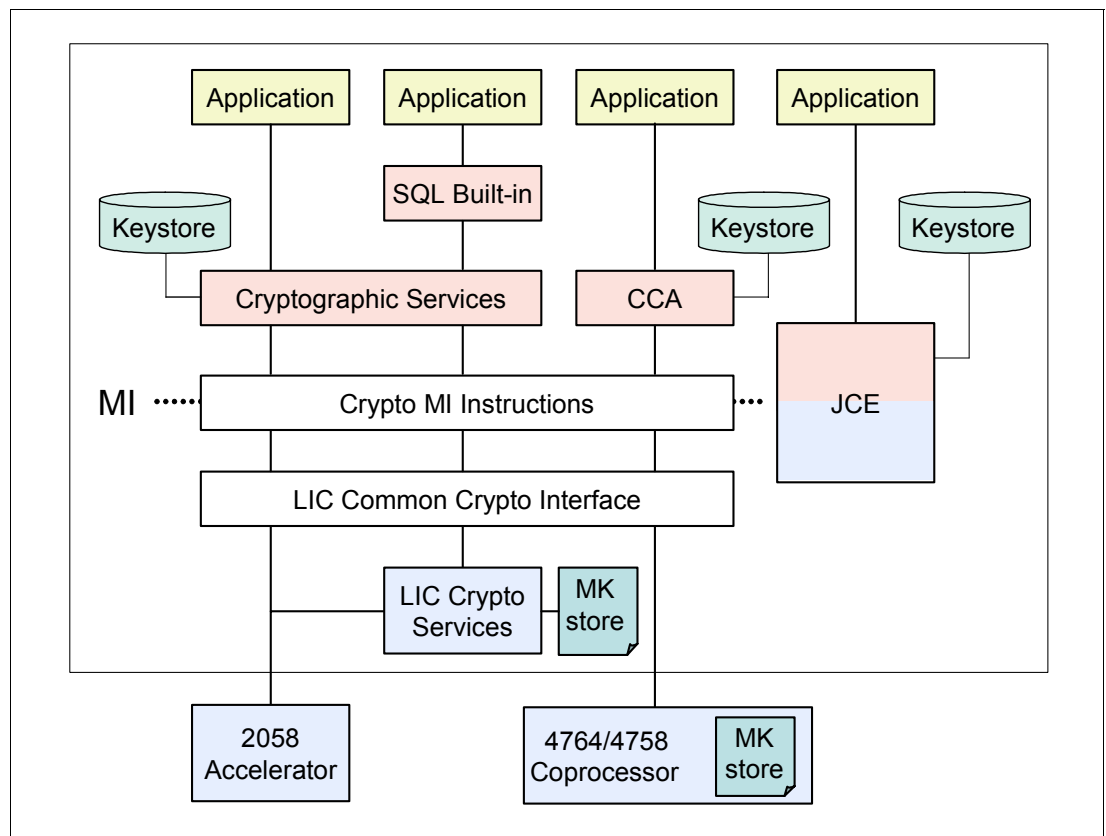 Application
Application
Application
Application
SQL Built-in
Keystore
Keystore
Keystore
Cryptographic Services
CCA
MI
Crypto MI Instructions
JCE
LIC Common Crypto Interface
LIC Crypto
Services
MK
store
2058
Accelerator
4764/4758
Coprocessor
MK
store